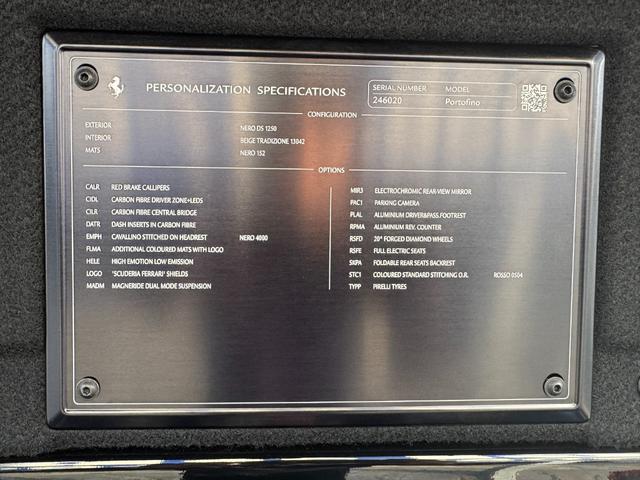 PERSONALIZATION SPECIFICATIONS
SERIAL NUMBER MODEL
246020 Portofino
CONFIGURATION
EXTERIOR NERO DS 1250
INTERIOR BEIGE TRADIZIONE 13042
MATS NERO 152
OPTIONS
CALR RED BRAKE CALLIPERS
CIDL CARBON FIBRE DRIVER ZONE+LEDS
CILR CARBON FIBRE CENTRAL BRIDGE
DATR DASH INSERTS IN CARBON FIBRE
EMPH CAVALLINO STITCHED ON HEADREST NERO 4000
FLMA ADDITIONAL COLOURED MATS WITH LOGO
HELE HIGH EMOTION LOW EMISSION
LOGO 'SCUDERIA FERRARI' SHIELDS
MADM MAGNERIDE DUAL MODE SUSPENSION
MIR3 ELECTROCHROMIC REAR-VIEW MIRROR
PAC1 PARKING CAMERA
PLAL ALUMINIUM DRIVER&PASS.FOOTREST
RPMA ALUMINIUM REV. COUNTER
RSFD 20" FORGED DIAMOND WHEELS
RSFE FULL ELECTRIC SEATS
SKPA FOLDABLE REAR SEATS BACKREST
STC1 COLOURED STANDARD STITCHING O.R. ROSSO 0504
TYPP PIRELLI TYRES